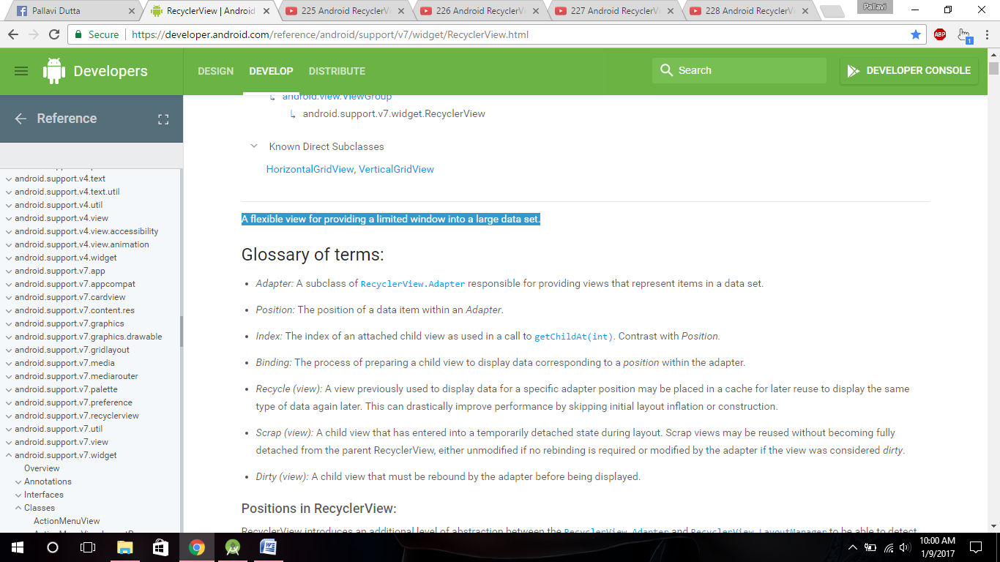 Pallavi Dutta
RecyclerView | Android
225 Android RecyclerV
226 Android RecyclerV
227 Android RecyclerV
228 Android RecyclerV
Pallavi
Secure
https://developer.android.com/reference/android/support/v7/widget/RecyclerView.html
ABP
1
Developers
DESIGN
DEVELOP
DISTRIBUTE
Search
DEVELOPER CONSOLE
Reference
android.support.v4.text
android.support.v4.text.util
android.support.v4.util
android.support.v4.view
android.support.v4.view.accessibility
android.support.v4.view.animation
android.support.v4.widget
android.support.v7.app
android.support.v7.appcompat
android.support.v7.cardview
android.support.v7.content.res
android.support.v7.graphics
android.support.v7.graphics.drawable
android.support.v7.gridlayout
android.support.v7.media
android.support.v7.mediarouter
android.support.v7.palette
android.support.v7.preference
android.support.v7.recyclerview
android.support.v7.util
android.support.v7.view
android.support.v7.widget
Overview
Annotations
Interfaces
Classes
ActionMenuView
android.view.ViewGroup
android.support.v7.widget.RecyclerView
Known Direct Subclasses
HorizontalGridView, VerticalGridView
A flexible view for providing a limited window into a large data set.
Glossary of terms:
• Adapter: A subclass of RecyclerView.Adapter responsible for providing views that represent items in a data set.
• Position: The position of a data item within an Adapter.
• Index: The index of an attached child view as used in a call to getChildAt(int). Contrast with Position.
• Binding: The process of preparing a child view to display data corresponding to a position within the adapter.
• Recycle (view): A view previously used to display data for a specific adapter position may be placed in a cache for later reuse to display the same
type of data again later. This can drastically improve performance by skipping initial layout inflation or construction.
• Scrap (view): A child view that has entered into a temporarily detached state during layout. Scrap views may be reused without becoming fully
detached from the parent RecyclerView, either unmodified if no rebinding is required or modified by the adapter if the view was considered dirty.
• Dirty (view): A child view that must be rebound by the adapter before being displayed.
Positions in RecyclerView:
RecyclerView introduces an additional level of abstraction between the RecyclerView.Adapter and RecyclerView.LayoutManager to be able to detect
10:00 AM
1/9/2017